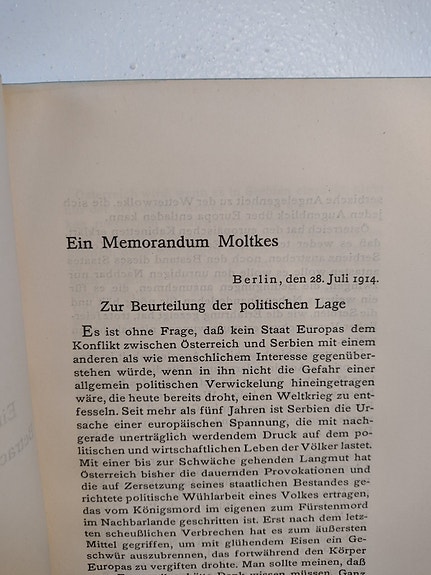 Ein Memorandum Moltkes
Berlin, den 28. Juli 1914.
Zur Beurteilung der politischen Lage
Es ist ohne Frage, daß kein Staat Europas dem
Konflikt zwischen Österreich und Serbien mit einem
anderen als wie menschlichem Interesse gegenüber-
stehen würde, wenn in ihn nicht die Gefahr einer
allgemein politischen Verwickelung hineingetragen
wäre, die heute bereits droht, einen Weltkrieg zu ent-
fesseln. Seit mehr als fünf Jahren ist Serbien die Ur-
sache einer europäischen Spannung, die mit nach-
gerade unerträglich werdendem Druck auf dem po-
litischen und wirtschaftlichen Leben der Völker lastet.
Mit einer bis zur Schwäche gehenden Langmut hat
Österreich bisher die dauernden Provokationen und
die auf Zersetzung seines staatlichen Bestandes ge-
richtete politische Wühlarbeit eines Volkes ertragen,
das vom Königsmord im eigenen zum Fürstenmord
im Nachbarlande geschritten ist. Erst nach dem letz-
ten scheußlichen Verbrechen hat es zum äußersten
Mittel gegriffen, um mit glühendem Eisen ein Ge-
schwür auszubrennen, das fortwährend den Körper
Europas zu vergiften drohte. Man sollte meinen, daß